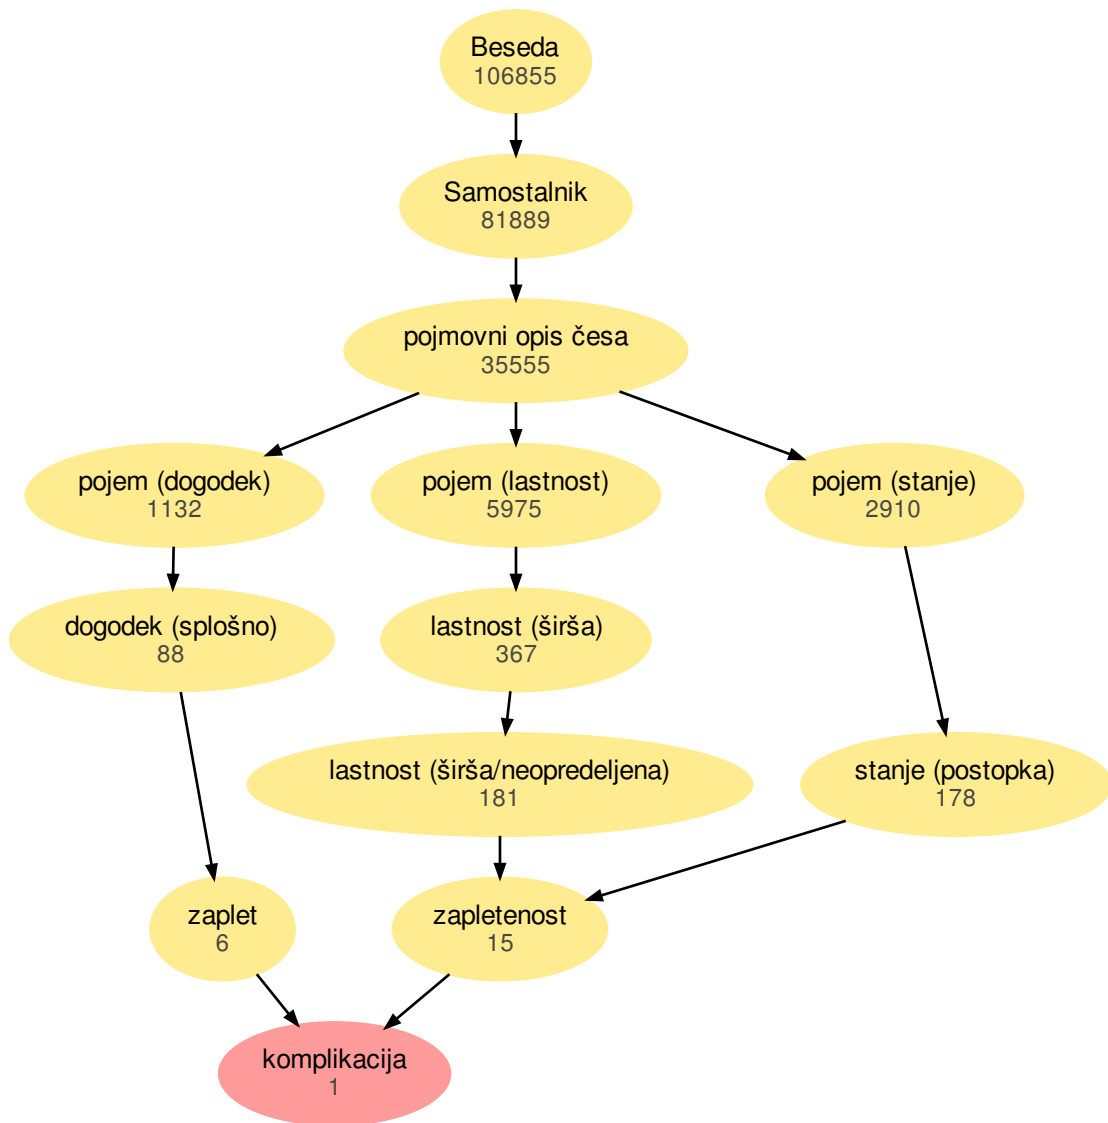 Beseda
106855
Samostalnik
81889
pojmovni opis česa
35555
pojem (dogodek)
1132
pojem (lastnost)
5975
pojem (stanje)
2910
dogodek (splošno)
88
lastnost (širša)
367
lastnost (širša/neopredeljena)
181
stanje (postopka)
178
zaplet
6
zapletenost
15
komplikacija
1